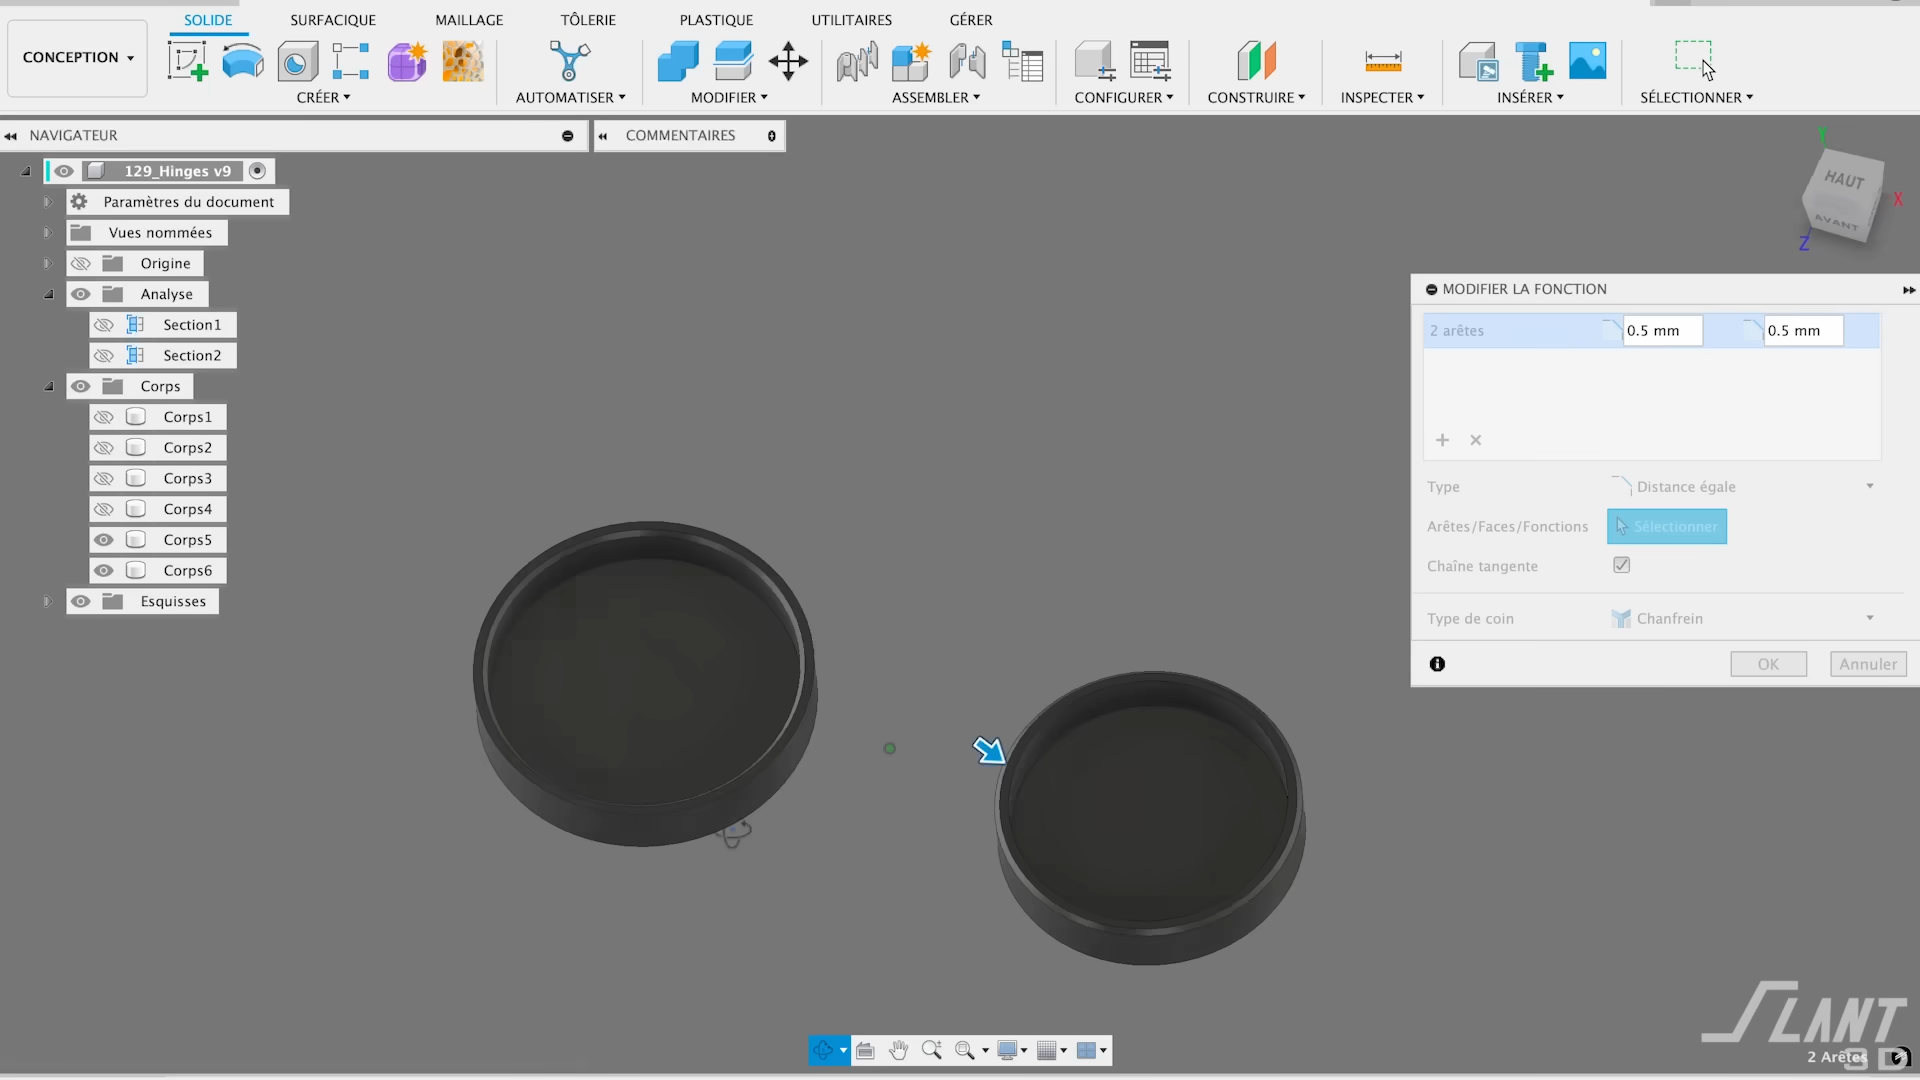 SOLIDE
SURFACIQUE
MAILLAGE
TÔLERIE
PLASTIQUE
UTILITAIRES
GÉRER
CONCEPTION
CRÉER
AUTOMATISER
MODIFIER
ASSEMBLER
CONFIGURER
CONSTRUIRE
INSPECTER
INSÉRER
SÉLECTIONNER
NAVIGATEUR
COMMENTAIRES
129_Hinges v9
Paramètres du document
Vues nommées
Origine
Analyse
Section1
Section2
Corps
Corps1
Corps2
Corps3
Corps4
Corps5
Corps6
Esquisses
Y
HAUT
AVANT
X
Z
MODIFIER LA FONCTION
2 arêtes 0.5 mm 0.5 mm
Type Distance égale
Arêtes/Faces/Fonctions Sélectionner
Chaîne tangente
Type de coin Chanfrein
OK Annuler
SLANT
3D
2 Arêtes